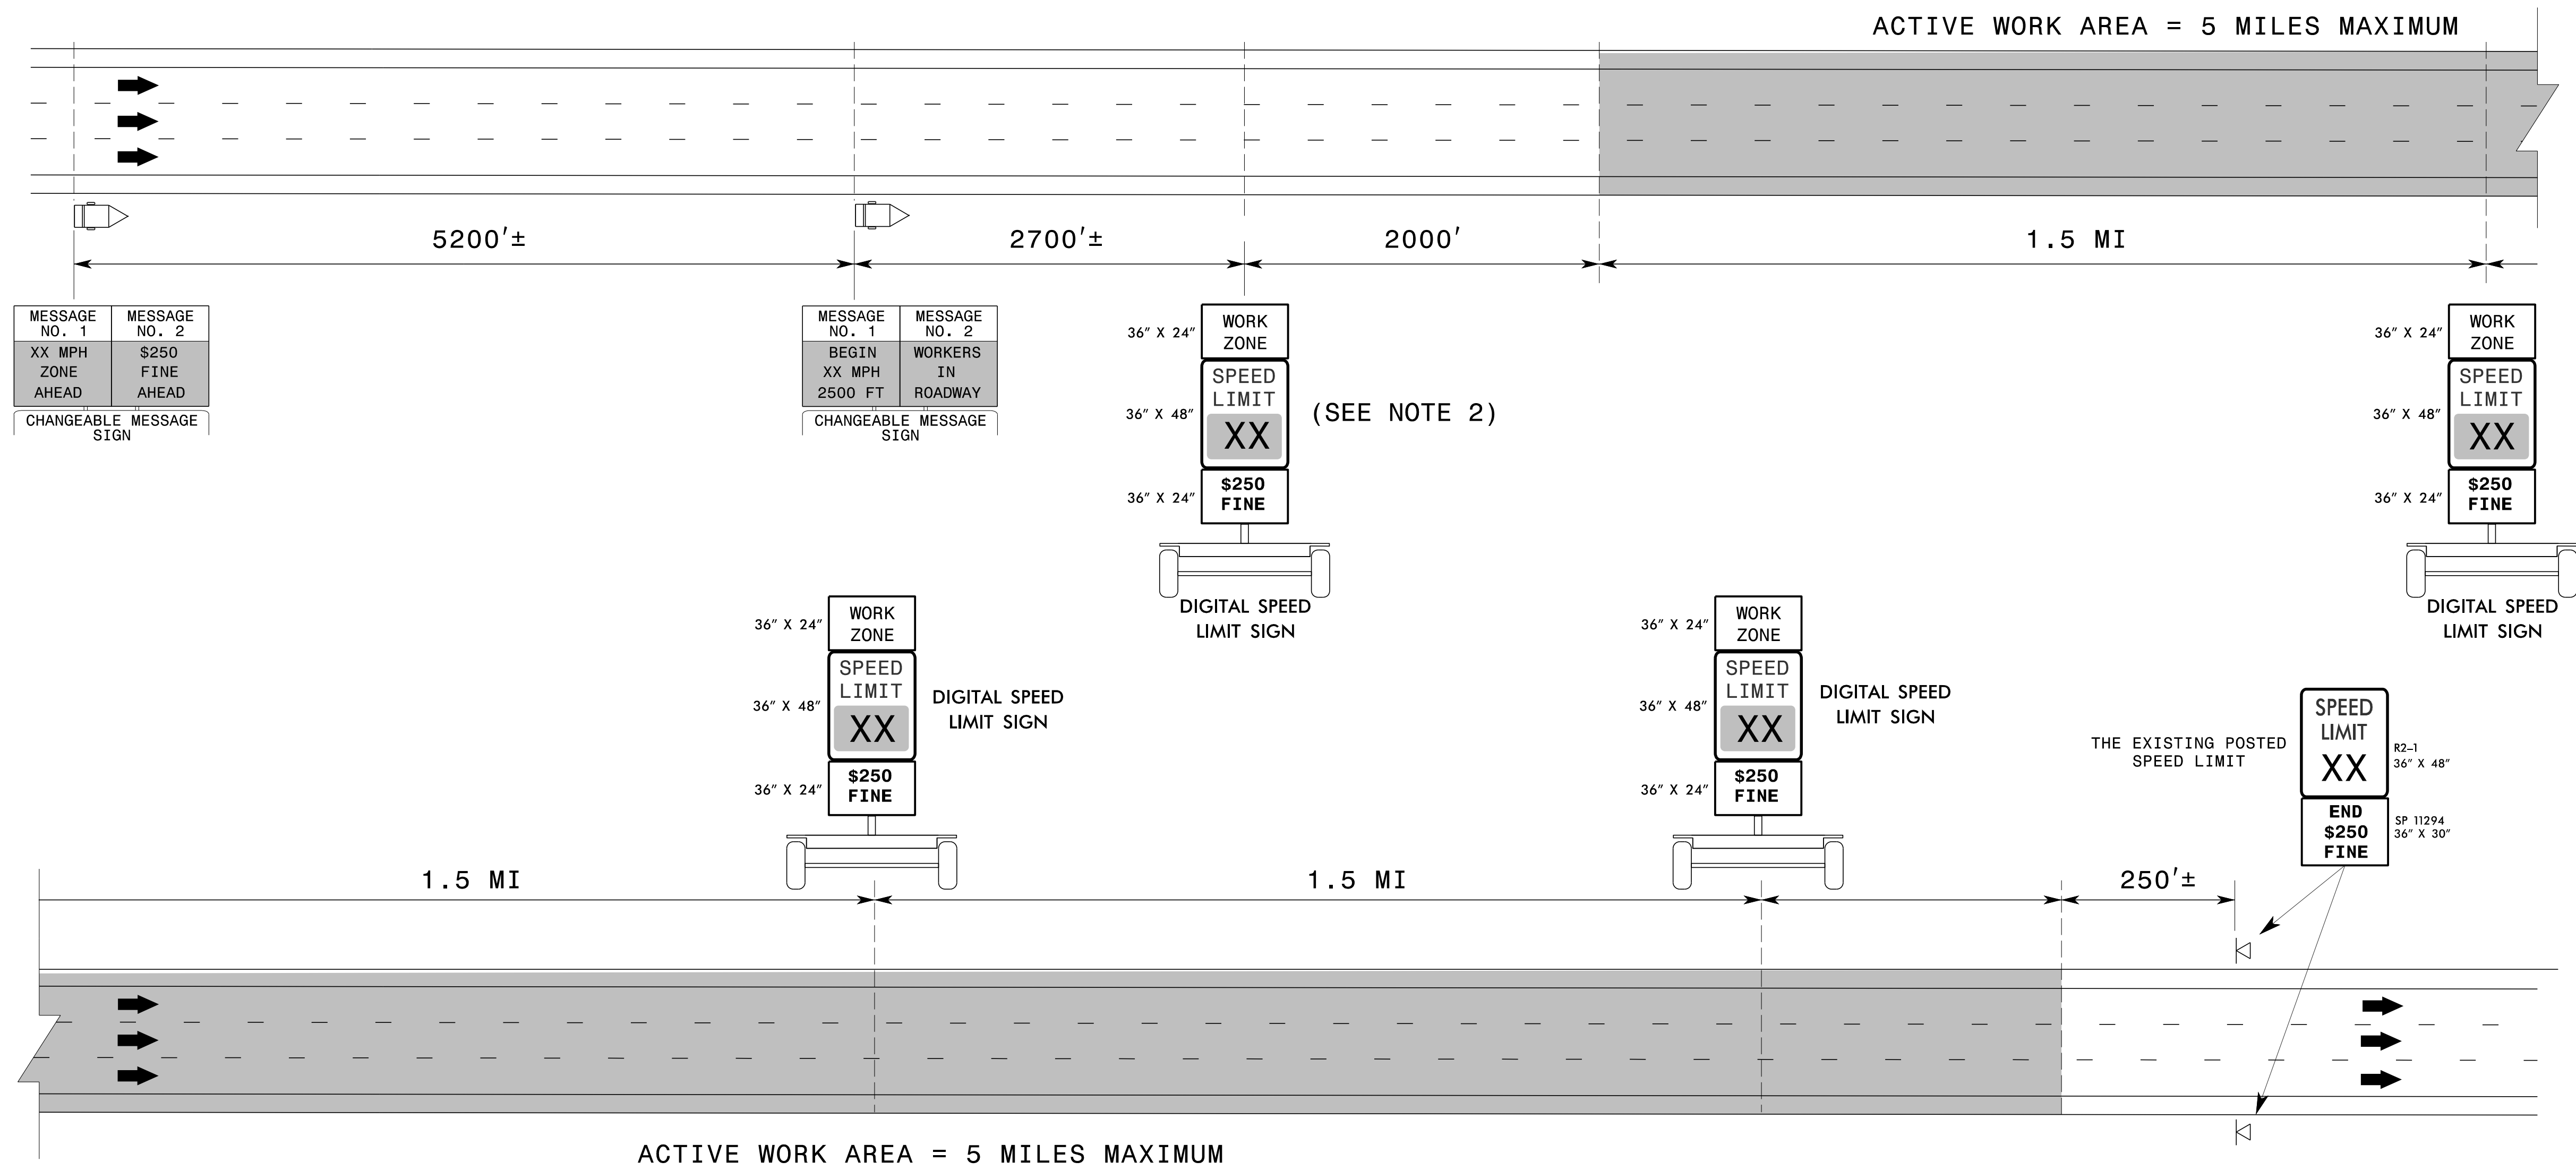 ACTIVE WORK AREA = 5 MILES MAXIMUM
5200'±
2700'±
2000'
1.5 MI
MESSAGE
NO. 1
MESSAGE
NO. 2
XX MPH
ZONE
AHEAD
$250
FINE
AHEAD
CHANGEABLE MESSAGE
SIGN
MESSAGE
NO. 1
MESSAGE
NO. 2
BEGIN
XX MPH
2500 FT
WORKERS
IN
ROADWAY
CHANGEABLE MESSAGE
SIGN
36" X 24"
WORK
ZONE
36" X 48"
SPEED
LIMIT
XX
(SEE NOTE 2)
36" X 24"
$250
FINE
DIGITAL SPEED
LIMIT SIGN
36" X 24"
WORK
ZONE
36" X 48"
SPEED
LIMIT
XX
36" X 24"
$250
FINE
DIGITAL SPEED
LIMIT SIGN
36" X 24"
WORK
ZONE
36" X 48"
SPEED
LIMIT
XX
DIGITAL SPEED
LIMIT SIGN
36" X 24"
$250
FINE
36" X 24"
WORK
ZONE
36" X 48"
SPEED
LIMIT
XX
DIGITAL SPEED
LIMIT SIGN
36" X 24"
$250
FINE
THE EXISTING POSTED
SPEED LIMIT
SPEED
LIMIT
XX
R2-1
36" X 48"
END
$250
FINE
SP 11294
36" X 30"
1.5 MI
1.5 MI
250'±
ACTIVE WORK AREA = 5 MILES MAXIMUM